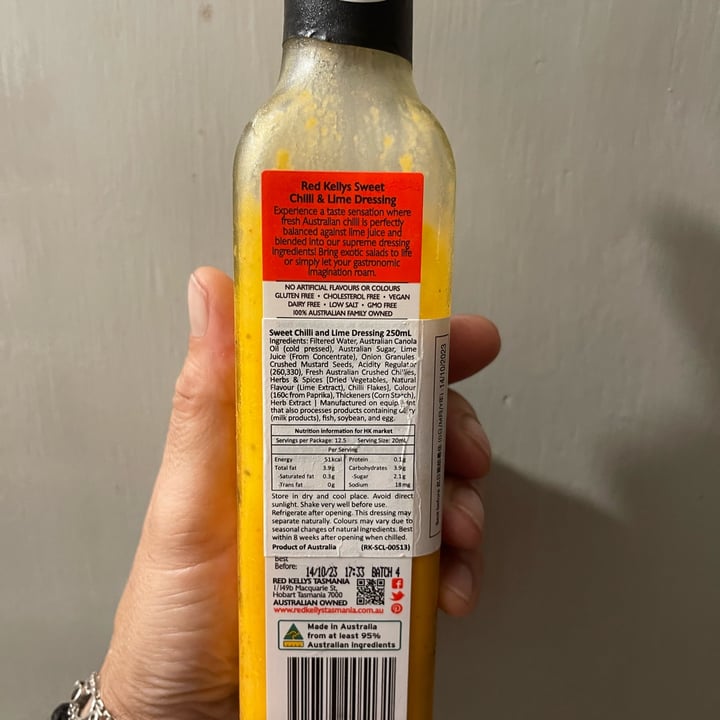 Red Kellys Sweet
Chilli & Lime Dressing
Experience a taste sensation where
fresh Australian chilli is perfectly
balanced against lime juice and
blended into our supreme dressing
ingredients! Bring exotic salads to life
or simply let your gastronomic
imagination roam.
NO ARTIFICIAL FLAVOURS OR COLOURS
GLUTEN FREE • CHOLESTEROL FREE • VEGAN
DAIRY FREE • LOW SALT • GMO FREE
100% AUSTRALIAN FAMILY OWNED
Sweet Chilli and Lime Dressing 250mL
Ingredients: Filtered Water, Australian Canola
Oil (cold pressed), Australian Sugar, Lime
Juice (From Concentrate), Onion Granules,
Crushed Mustard Seeds, Acidity Regulator
(260,330), Fresh Australian Crushed Chillies,
Herbs & Spices [Dried Vegetables, Natural
Flavour (Lime Extract), Chilli Flakes], Colour
(160c from Paprika), Thickeners (Corn Starch),
Herb Extract | Manufactured on equipment
that also processes products containing dairy
(milk products), fish, soybean, and egg.
Nutrition information for HK market
Servings per Package: 12.5 Serving Size: 20mL
Per Serving
Energy 51kcal Protein 0.1g
Total fat 3.9g Carbohydrates 3.9g
-Saturated fat 0.3g -Sugar 2.1g
-Trans fat 0g Sodium 18mg
Store in dry and cool place. Avoid direct
sunlight. Shake very well before use.
Refrigerate after opening. This dressing may
separate naturally. Colours may vary due to
seasonal changes of natural ingredients. Best
within 8 weeks after opening when chilled.
Product of Australia (RK-SCL-00513)
Best before (D/M/Y): 14/10/2023
Best
Before: 14/10/23 17:33 BATCH 4
RED KELLYS TASMANIA
1/149b Macquarie St,
Hobart Tasmania 7000
AUSTRALIAN OWNED
www.redkellystasmania.com.au
Made in Australia
from at least 95%
Australian ingredients